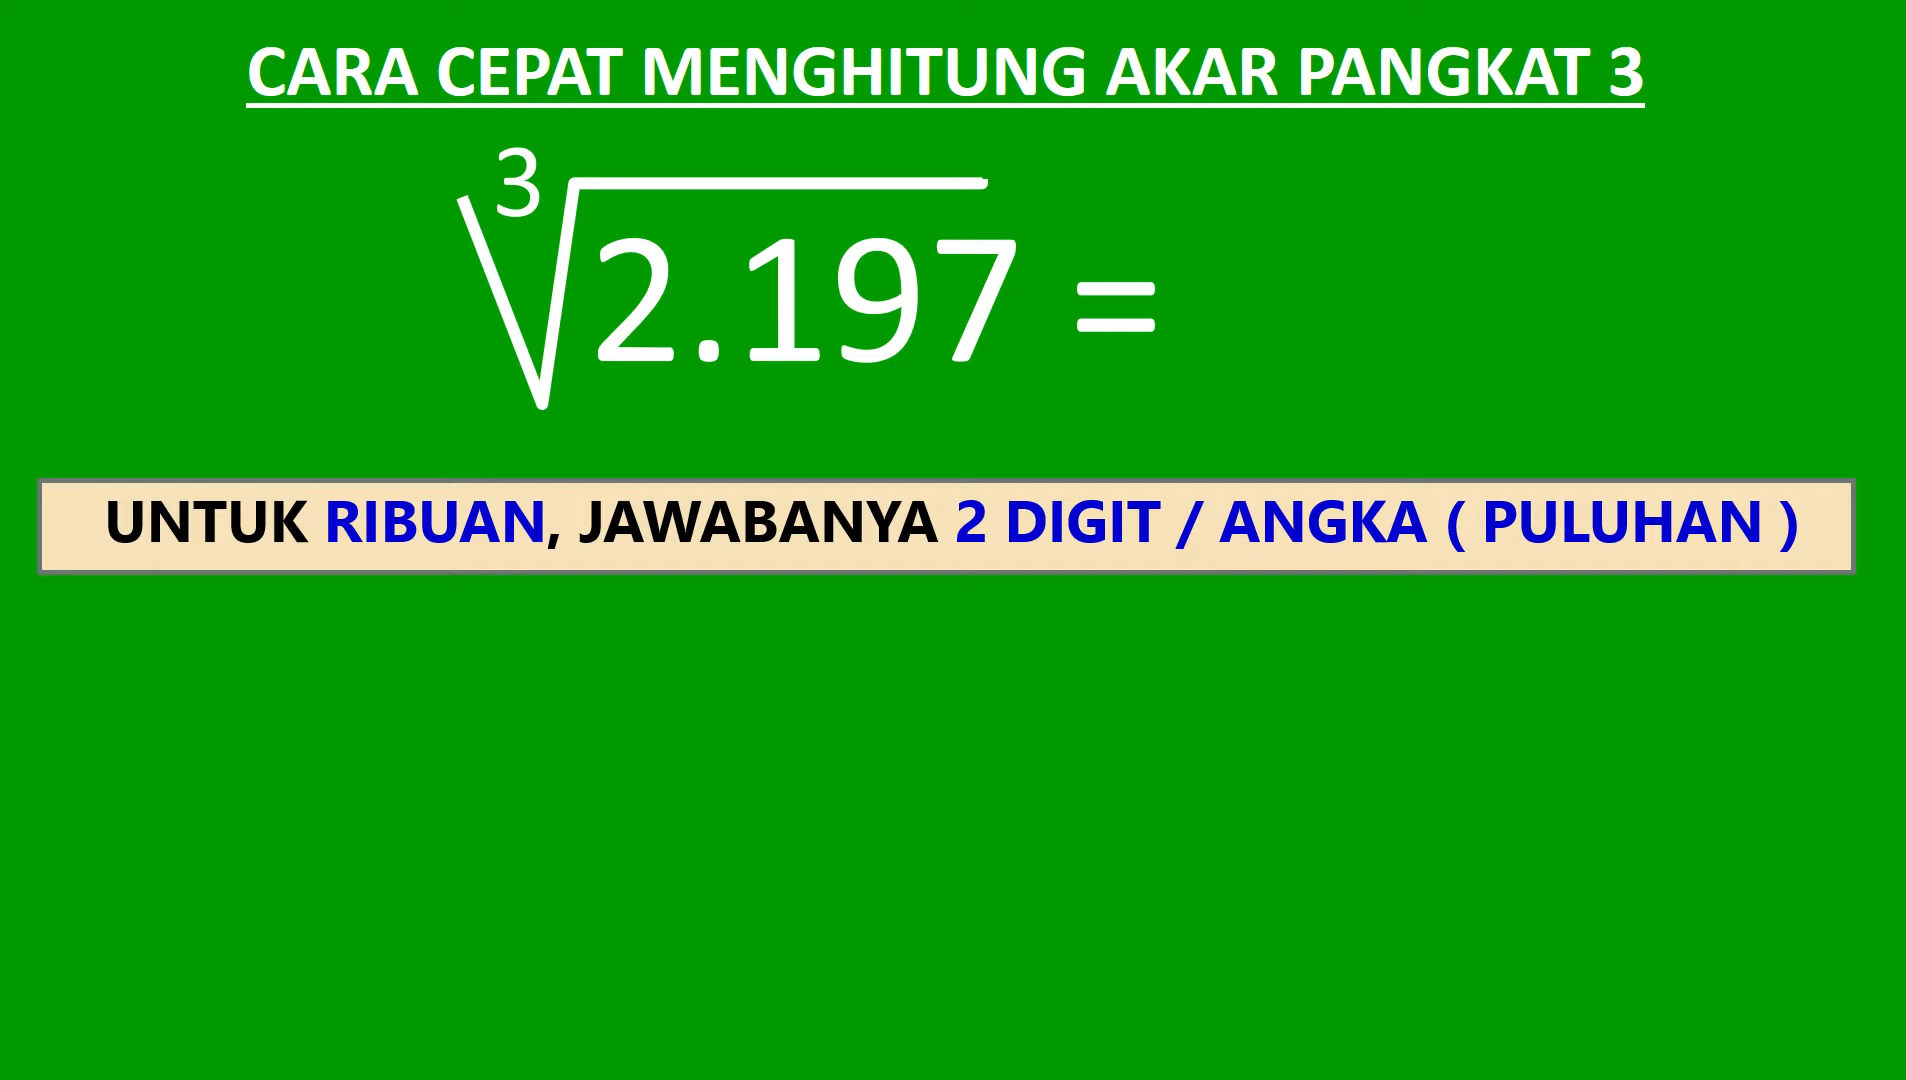 CARA CEPAT MENGHITUNG AKAR PANGKAT 3
3
√2.197 =
UNTUK RIBUAN, JAWABANYA 2 DIGIT / ANGKA ( PULUHAN )